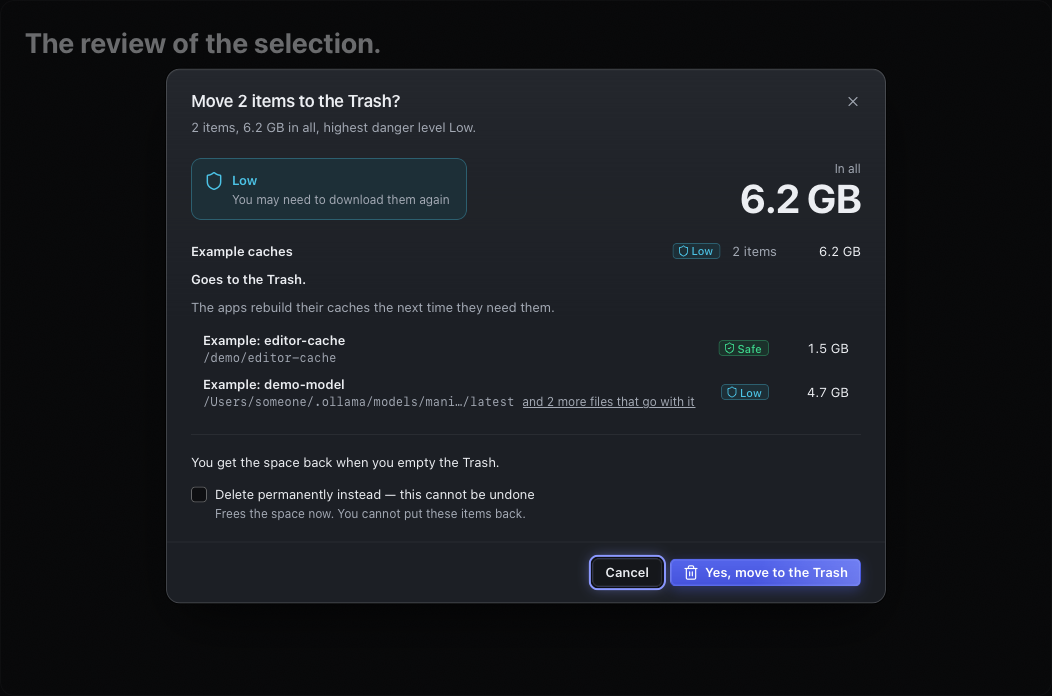 The review of the selection.
Move 2 items to the Trash?
2 items, 6.2 GB in all, highest danger level Low.
Low
You may need to download them again
In all
6.2 GB
Example caches Low 2 items 6.2 GB
Goes to the Trash.
The apps rebuild their caches the next time they need them.
Example: editor-cache
/demo/editor-cache
Safe 1.5 GB
Example: demo-model
/Users/someone/.ollama/models/mani…/latest and 2 more files that go with it
Low 4.7 GB
You get the space back when you empty the Trash.
Delete permanently instead — this cannot be undone
Frees the space now. You cannot put these items back.
Cancel Yes, move to the Trash